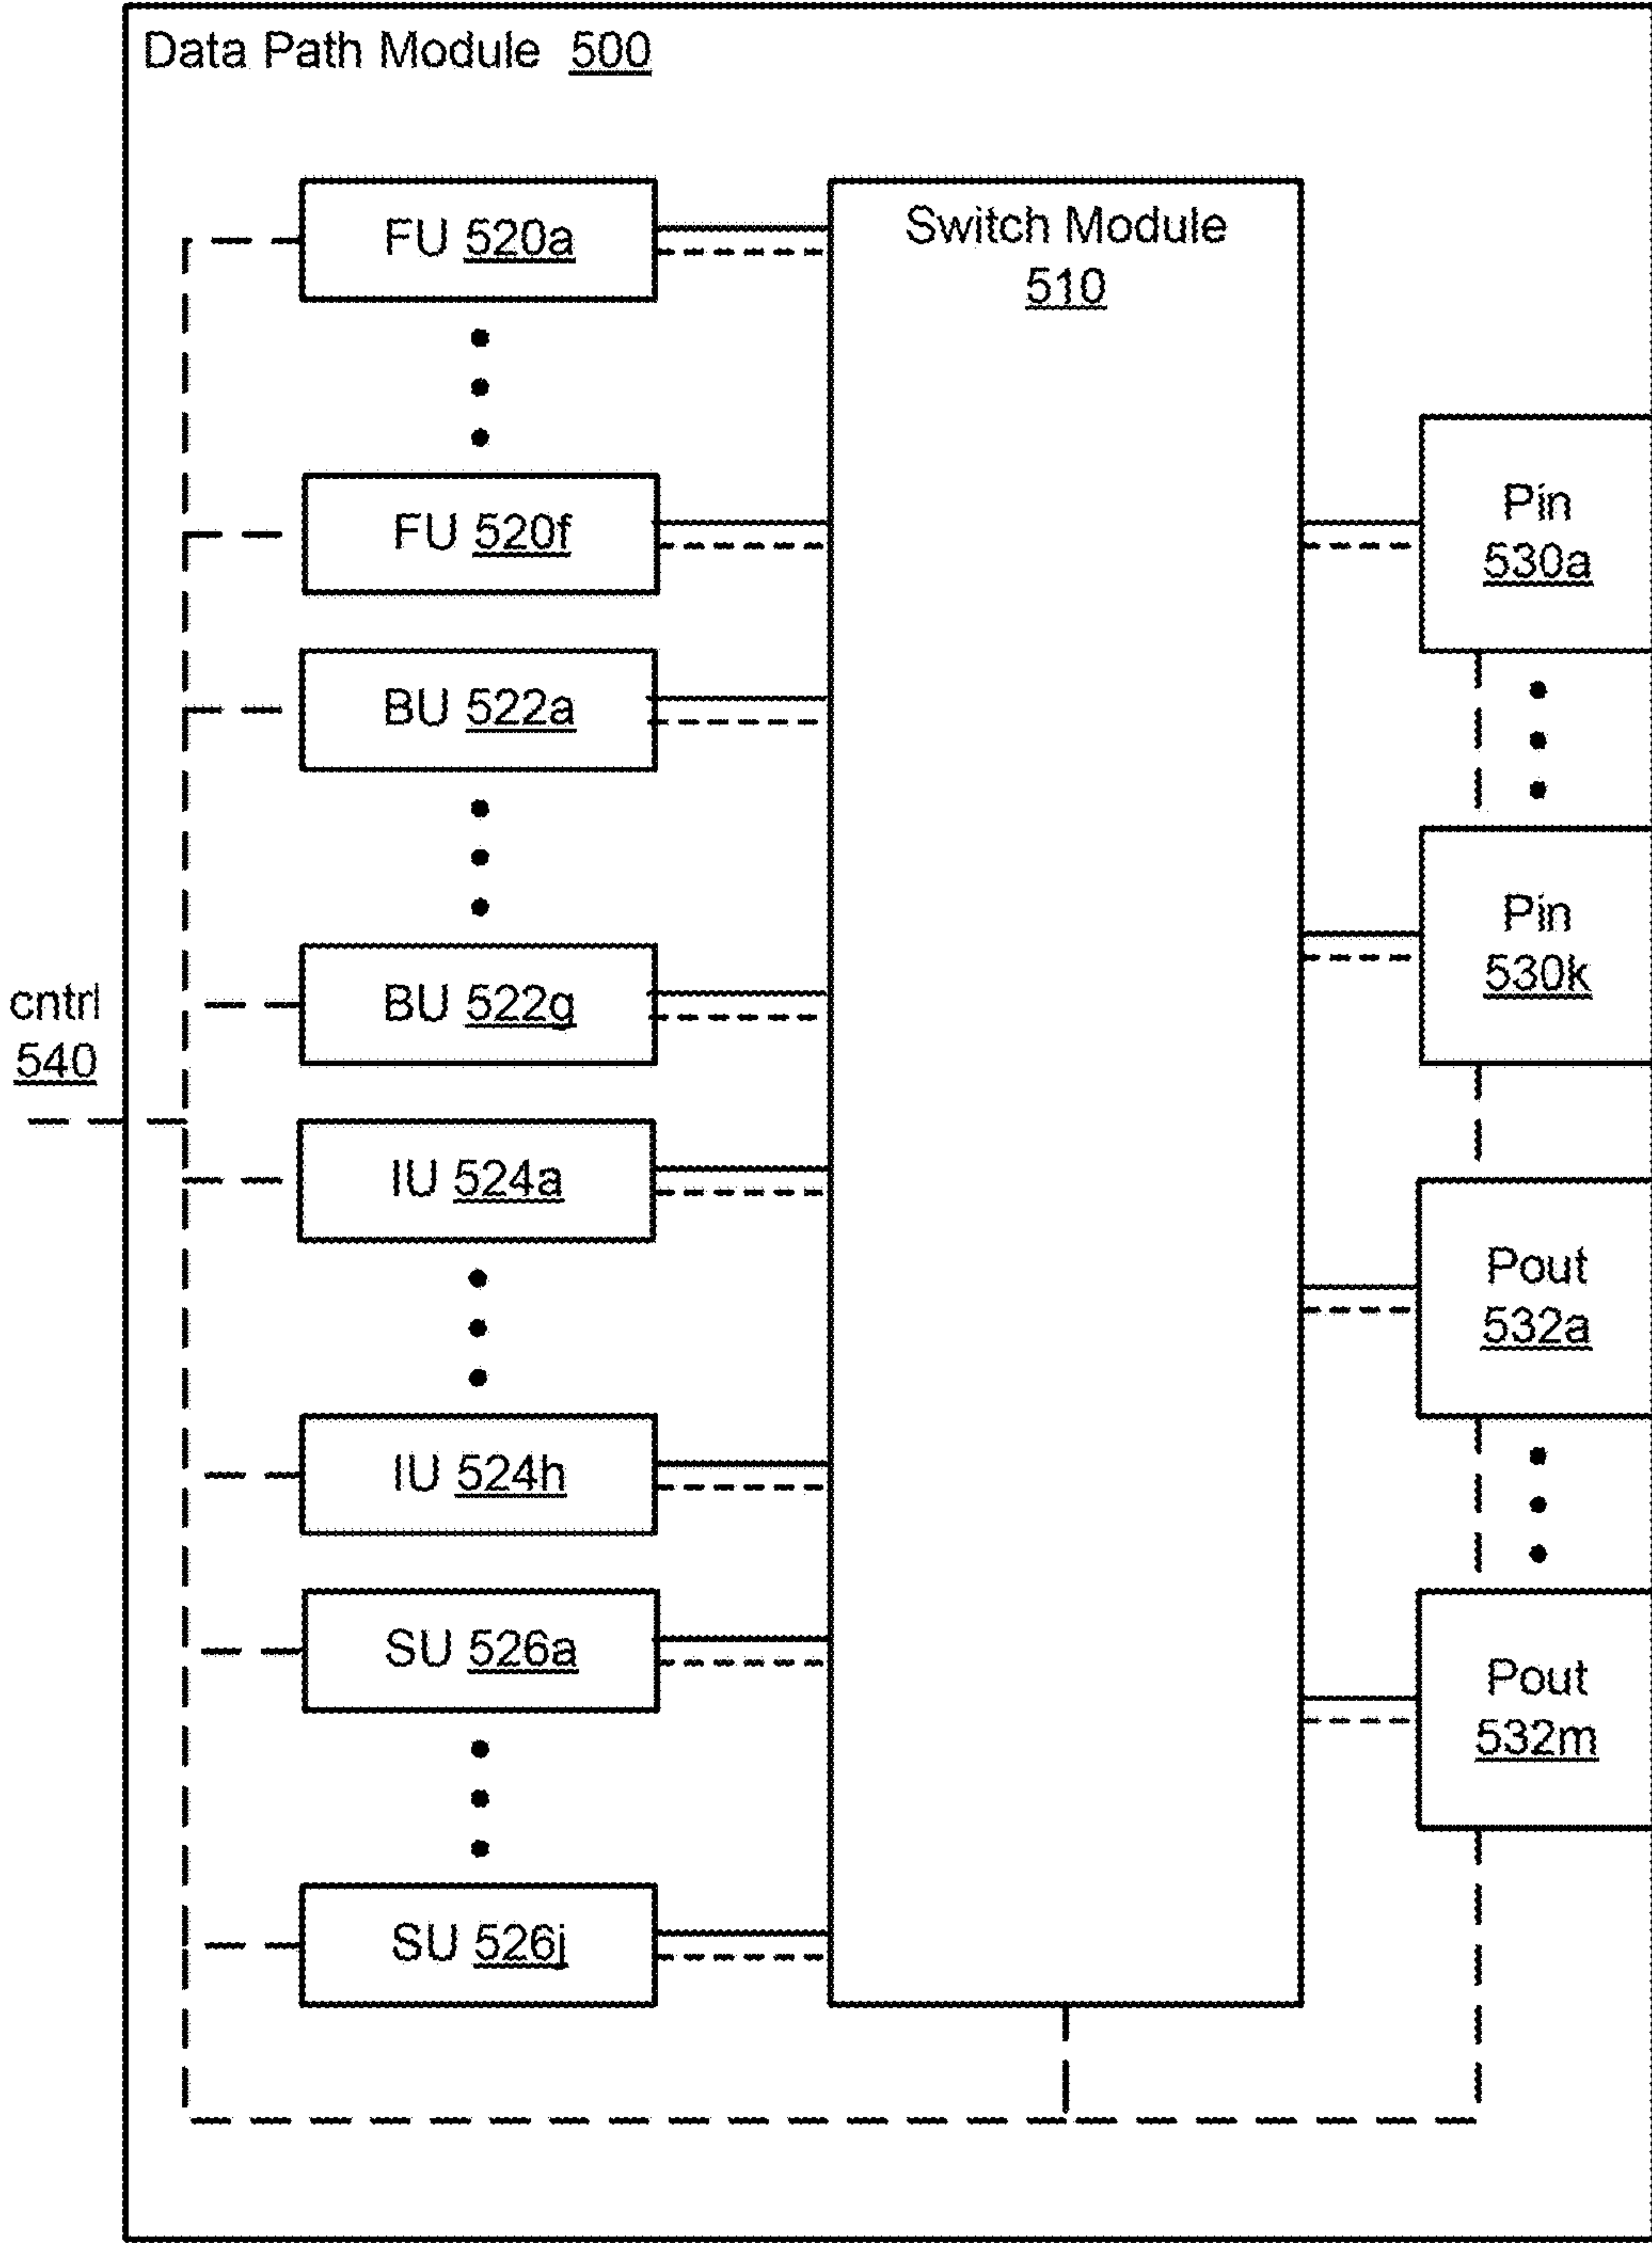 Data Path Module 500
FU 520a
FU 520f
BU 522a
BU 522g
IU 524a
IU 524h
SU 526a
SU 526j
cntrl
540
Switch Module
510
Pin
530a
Pin
530k
Pout
532a
Pout
532m